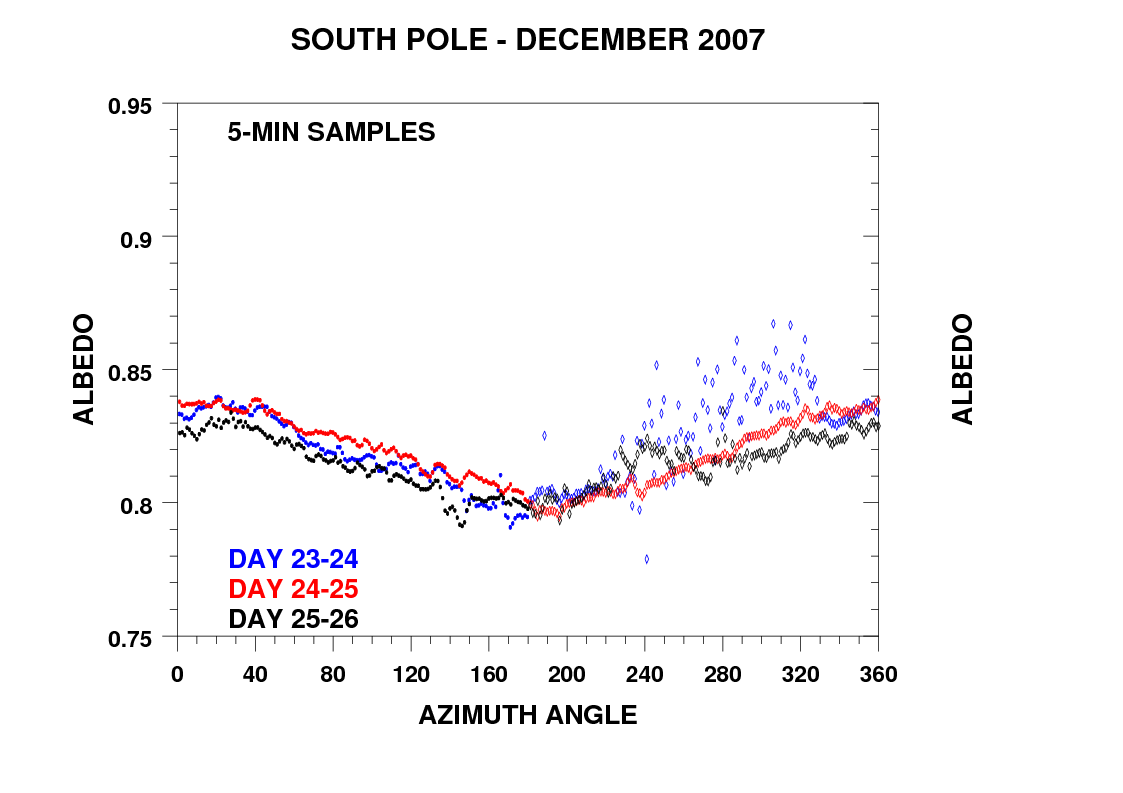 SOUTH POLE - DECEMBER 2007
0.95
5-MIN SAMPLES
0.9
ALBEDO
ALBEDO
0.85
0.8
DAY 23-24
DAY 24-25
DAY 25-26
0.75
0 40 80 120 160 200 240 280 320 360
AZIMUTH ANGLE